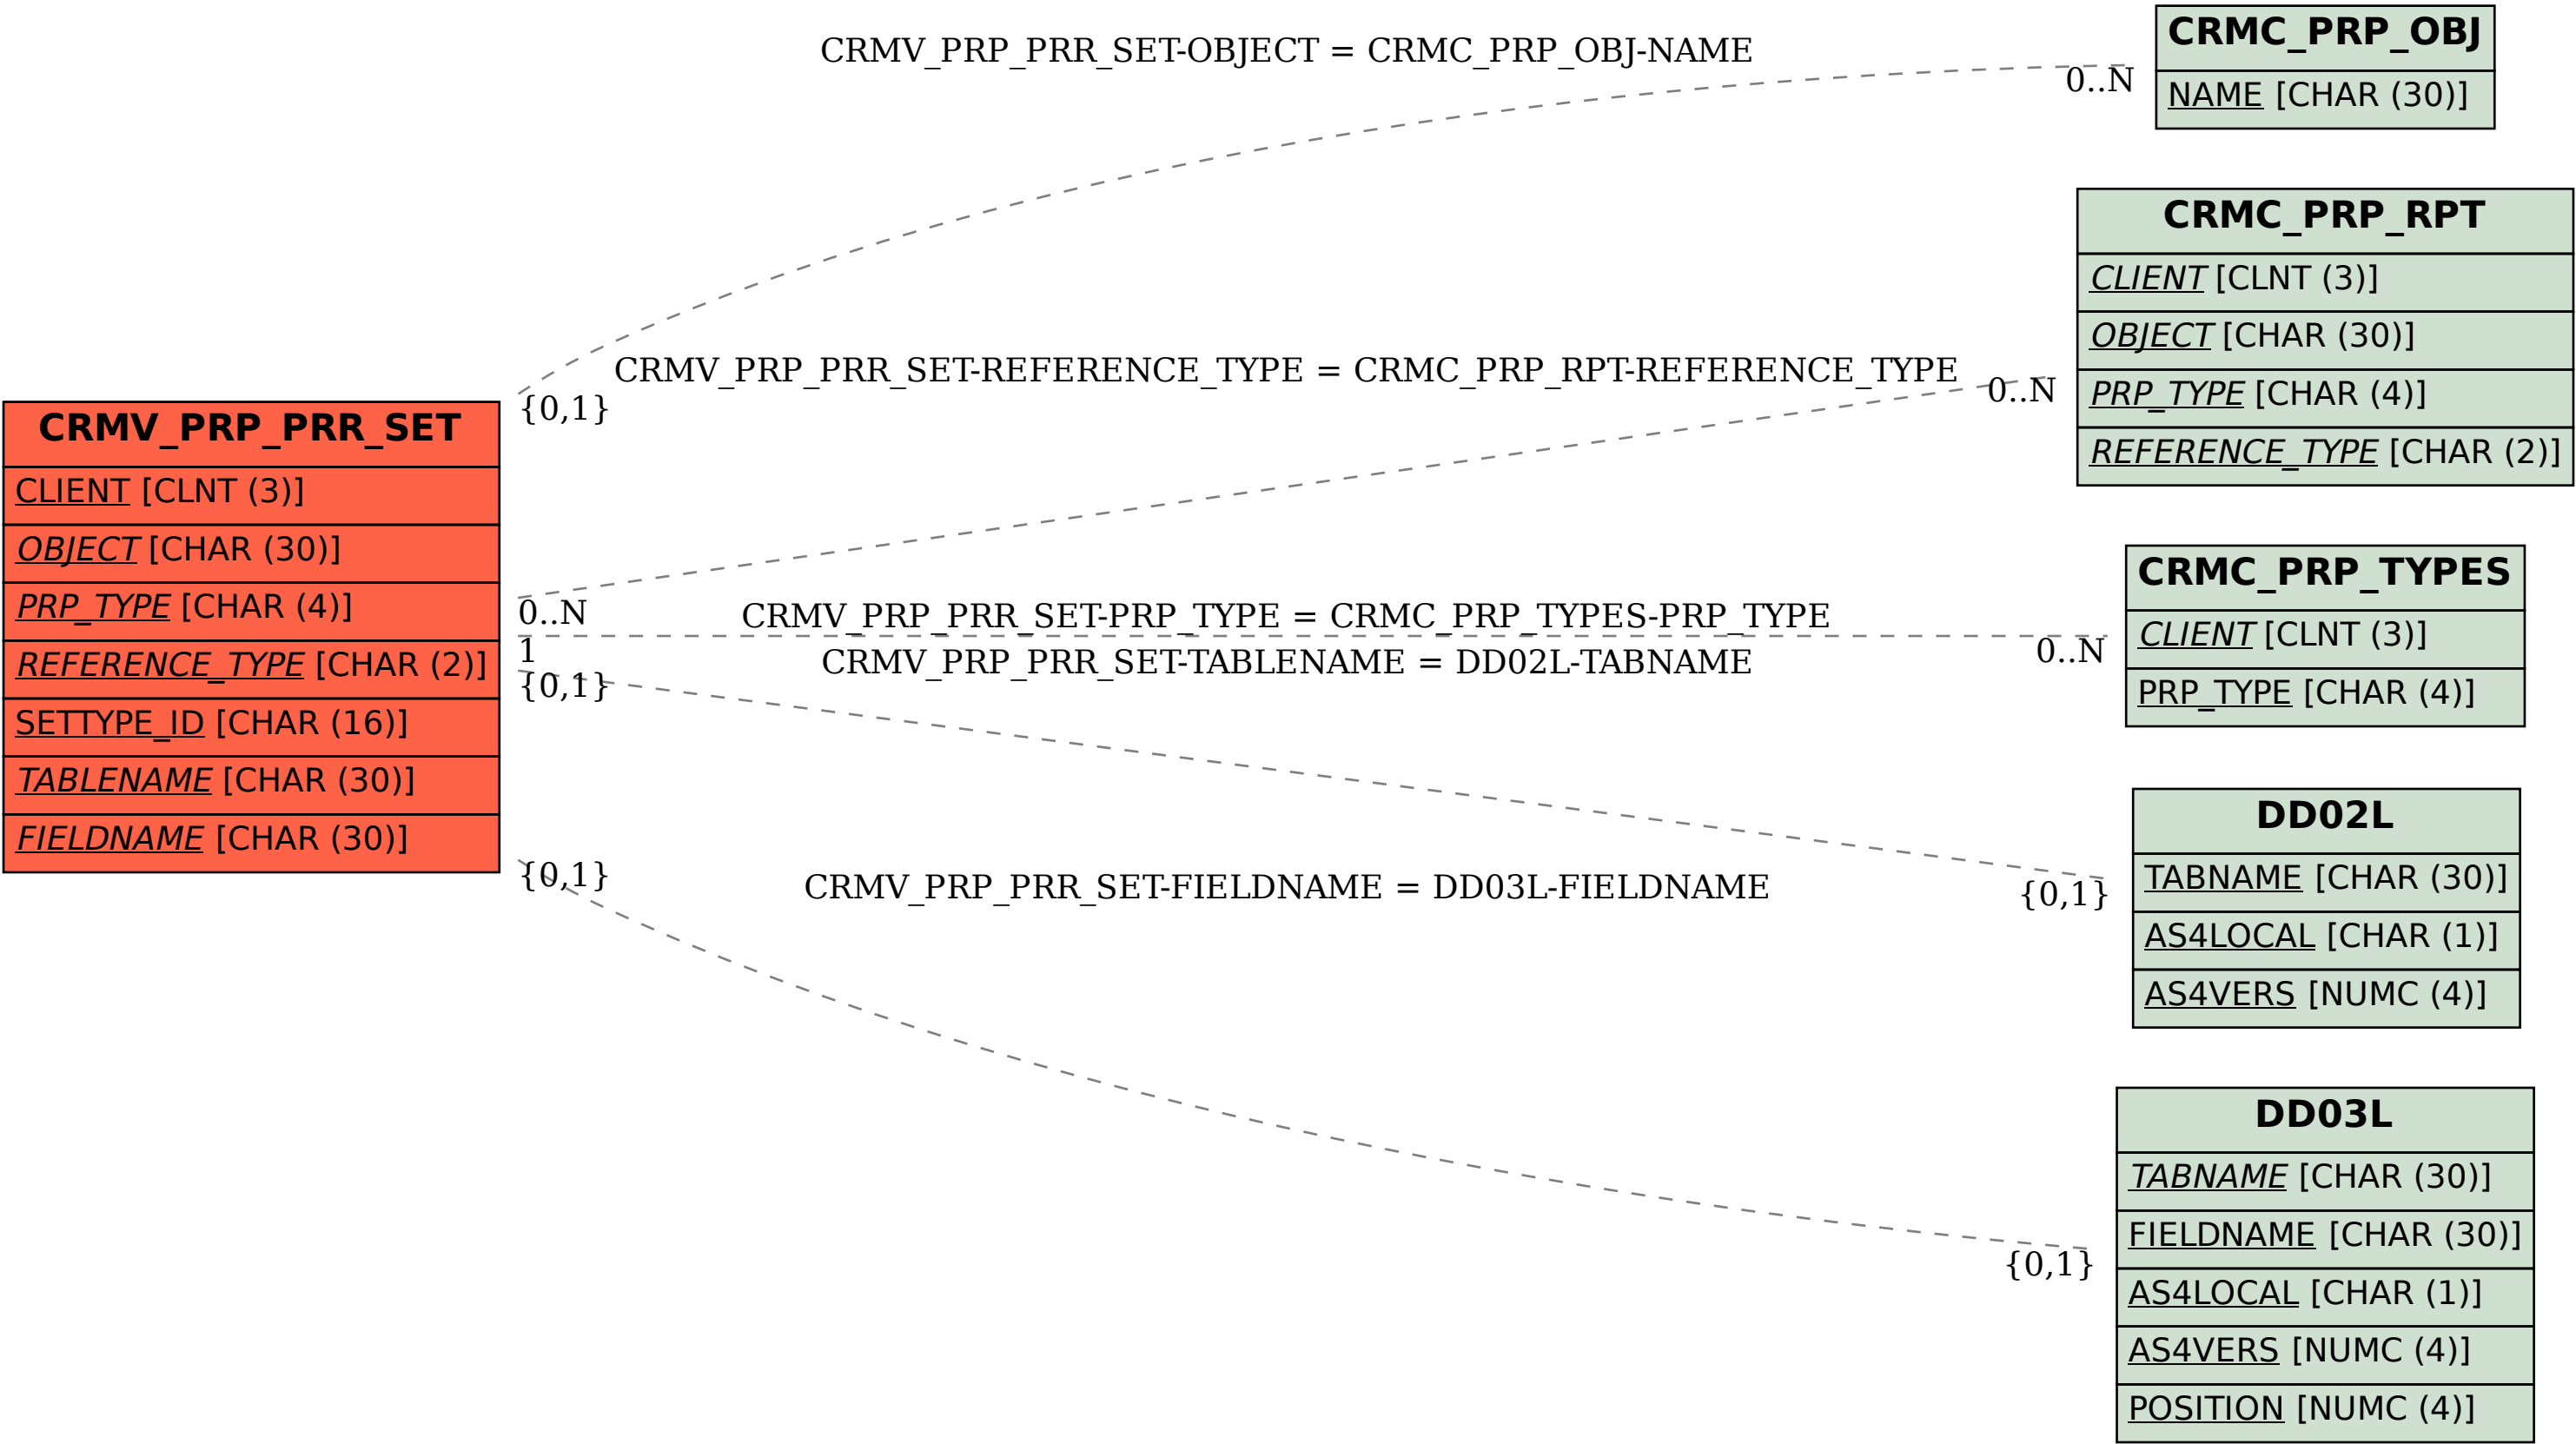 CRMV_PRP_PRR_SET
CLIENT [CLNT (3)]
OBJECT [CHAR (30)]
PRP_TYPE [CHAR (4)]
REFERENCE_TYPE [CHAR (2)]
SETTYPE_ID [CHAR (16)]
TABLENAME [CHAR (30)]
FIELDNAME [CHAR (30)]
CRMV_PRP_PRR_SET-OBJECT = CRMC_PRP_OBJ-NAME
0..N
{0,1}
CRMV_PRP_PRR_SET-REFERENCE_TYPE = CRMC_PRP_RPT-REFERENCE_TYPE
0..N
0..N
CRMV_PRP_PRR_SET-PRP_TYPE = CRMC_PRP_TYPES-PRP_TYPE
1
0..N
CRMV_PRP_PRR_SET-TABLENAME = DD02L-TABNAME
{0,1}
{0,1}
CRMV_PRP_PRR_SET-FIELDNAME = DD03L-FIELDNAME
{0,1}
{0,1}
CRMC_PRP_OBJ
NAME [CHAR (30)]
CRMC_PRP_RPT
CLIENT [CLNT (3)]
OBJECT [CHAR (30)]
PRP_TYPE [CHAR (4)]
REFERENCE_TYPE [CHAR (2)]
CRMC_PRP_TYPES
CLIENT [CLNT (3)]
PRP_TYPE [CHAR (4)]
DD02L
TABNAME [CHAR (30)]
AS4LOCAL [CHAR (1)]
AS4VERS [NUMC (4)]
DD03L
TABNAME [CHAR (30)]
FIELDNAME [CHAR (30)]
AS4LOCAL [CHAR (1)]
AS4VERS [NUMC (4)]
POSITION [NUMC (4)]